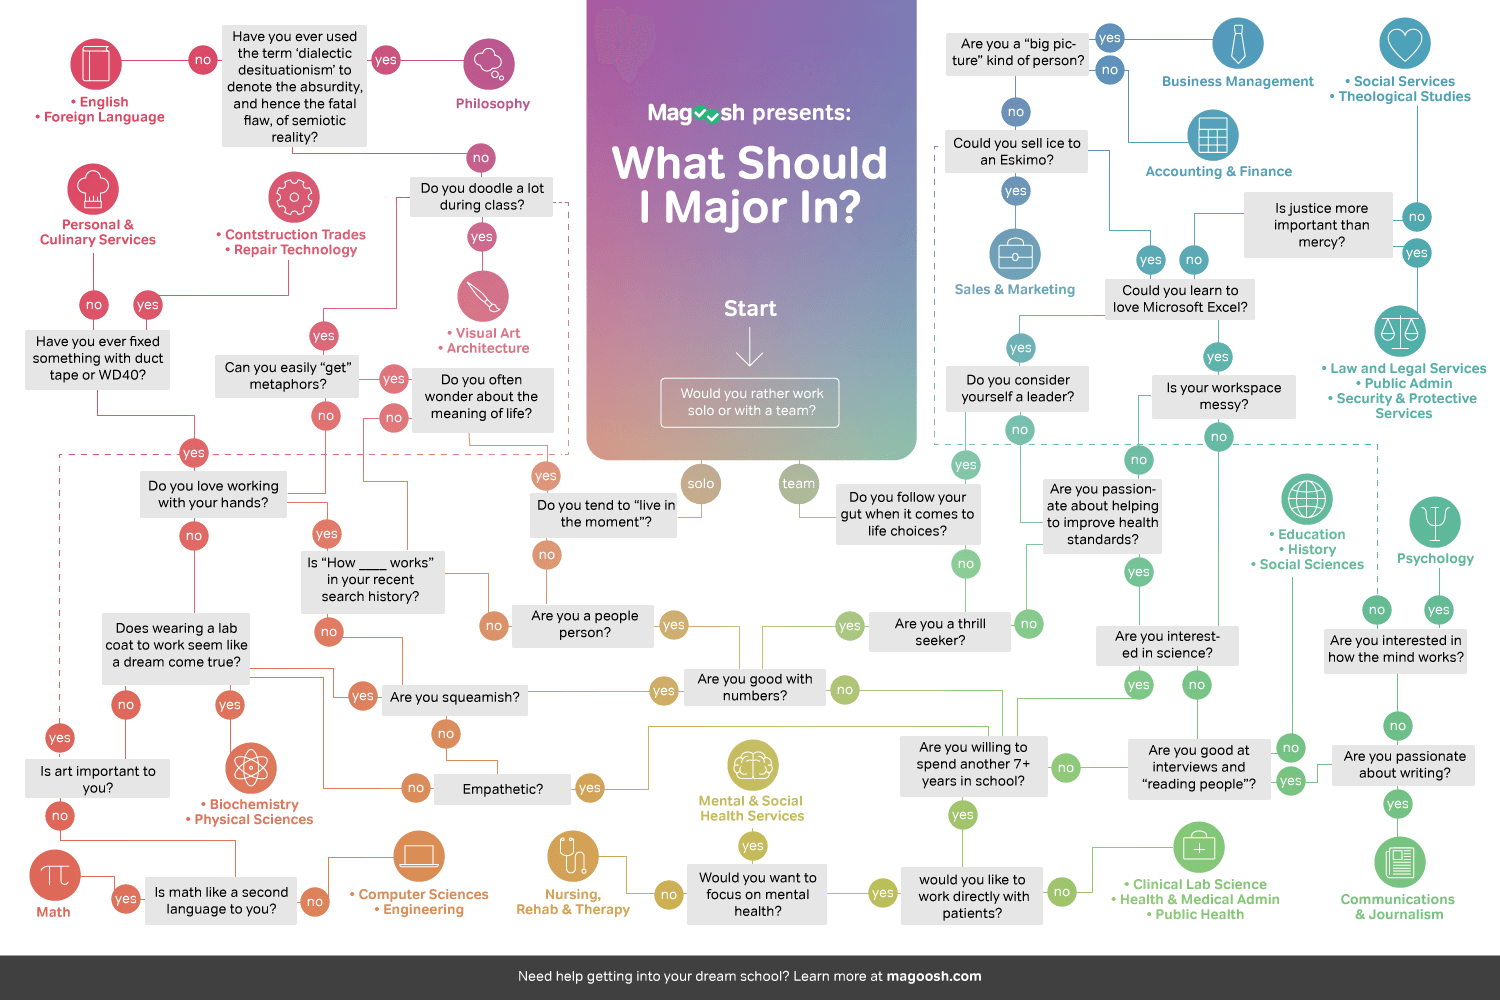 Magoosh presents:
What Should
I Major In?
Start
Would you rather work
solo or with a team?
solo
team
no
Have you ever used
the term ‘dialectic
desituationism’ to
denote the absurdity,
and hence the fatal
flaw, of semiotic
reality?
yes
• English
• Foreign Language
Philosophy
no
Do you doodle a lot
during class?
yes
• Visual Art
• Architecture
Personal &
Culinary Services
• Contstruction Trades
• Repair Technology
no
yes
Have you ever fixed
something with duct
tape or WD40?
yes
Can you easily “get”
metaphors?
yes
no
Do you often
wonder about the
meaning of life?
no
yes
Do you love working
with your hands?
yes
no
yes
Do you tend to “live in
the moment”?
no
Is “How ____ works”
in your recent
search history?
no
no
Are you a people
person?
yes
Does wearing a lab
coat to work seem like
a dream come true?
no
yes
yes
Are you squeamish?
no
yes
Are you good with
numbers?
no
yes
Is art important to
you?
no
• Biochemistry
• Physical Sciences
no
Empathetic?
yes
Math
yes
Is math like a second
language to you?
no
• Computer Sciences
• Engineering
Nursing,
Rehab & Therapy
Mental & Social
Health Services
yes
no
Would you want to
focus on mental
health?
yes
would you like to
work directly with
patients?
no
• Clinical Lab Science
• Health & Medical Admin
• Public Health
Are you a “big pic-
ture” kind of person?
yes
no
Business Management
• Social Services
• Theological Studies
no
Could you sell ice to
an Eskimo?
yes
Accounting & Finance
Sales & Marketing
yes
no
Is justice more
important than
mercy?
no
yes
Could you learn to
love Microsoft Excel?
yes
yes
• Law and Legal Services
• Public Admin
• Security & Protective
Services
Do you consider
yourself a leader?
no
yes
Is your workspace
messy?
no
no
Do you follow your
gut when it comes to
life choices?
no
Are you passion-
ate about helping
to improve health
standards?
yes
no
• Education
• History
• Social Sciences
Psychology
yes
Are you a thrill
seeker?
Are you interest-
ed in science?
yes
no
no
yes
Are you interested in
how the mind works?
no
Are you willing to
spend another 7+
years in school?
no
yes
Are you good at
interviews and
“reading people”?
no
yes
Are you passionate
about writing?
yes
Communications
& Journalism
Need help getting into your dream school? Learn more at magoosh.com